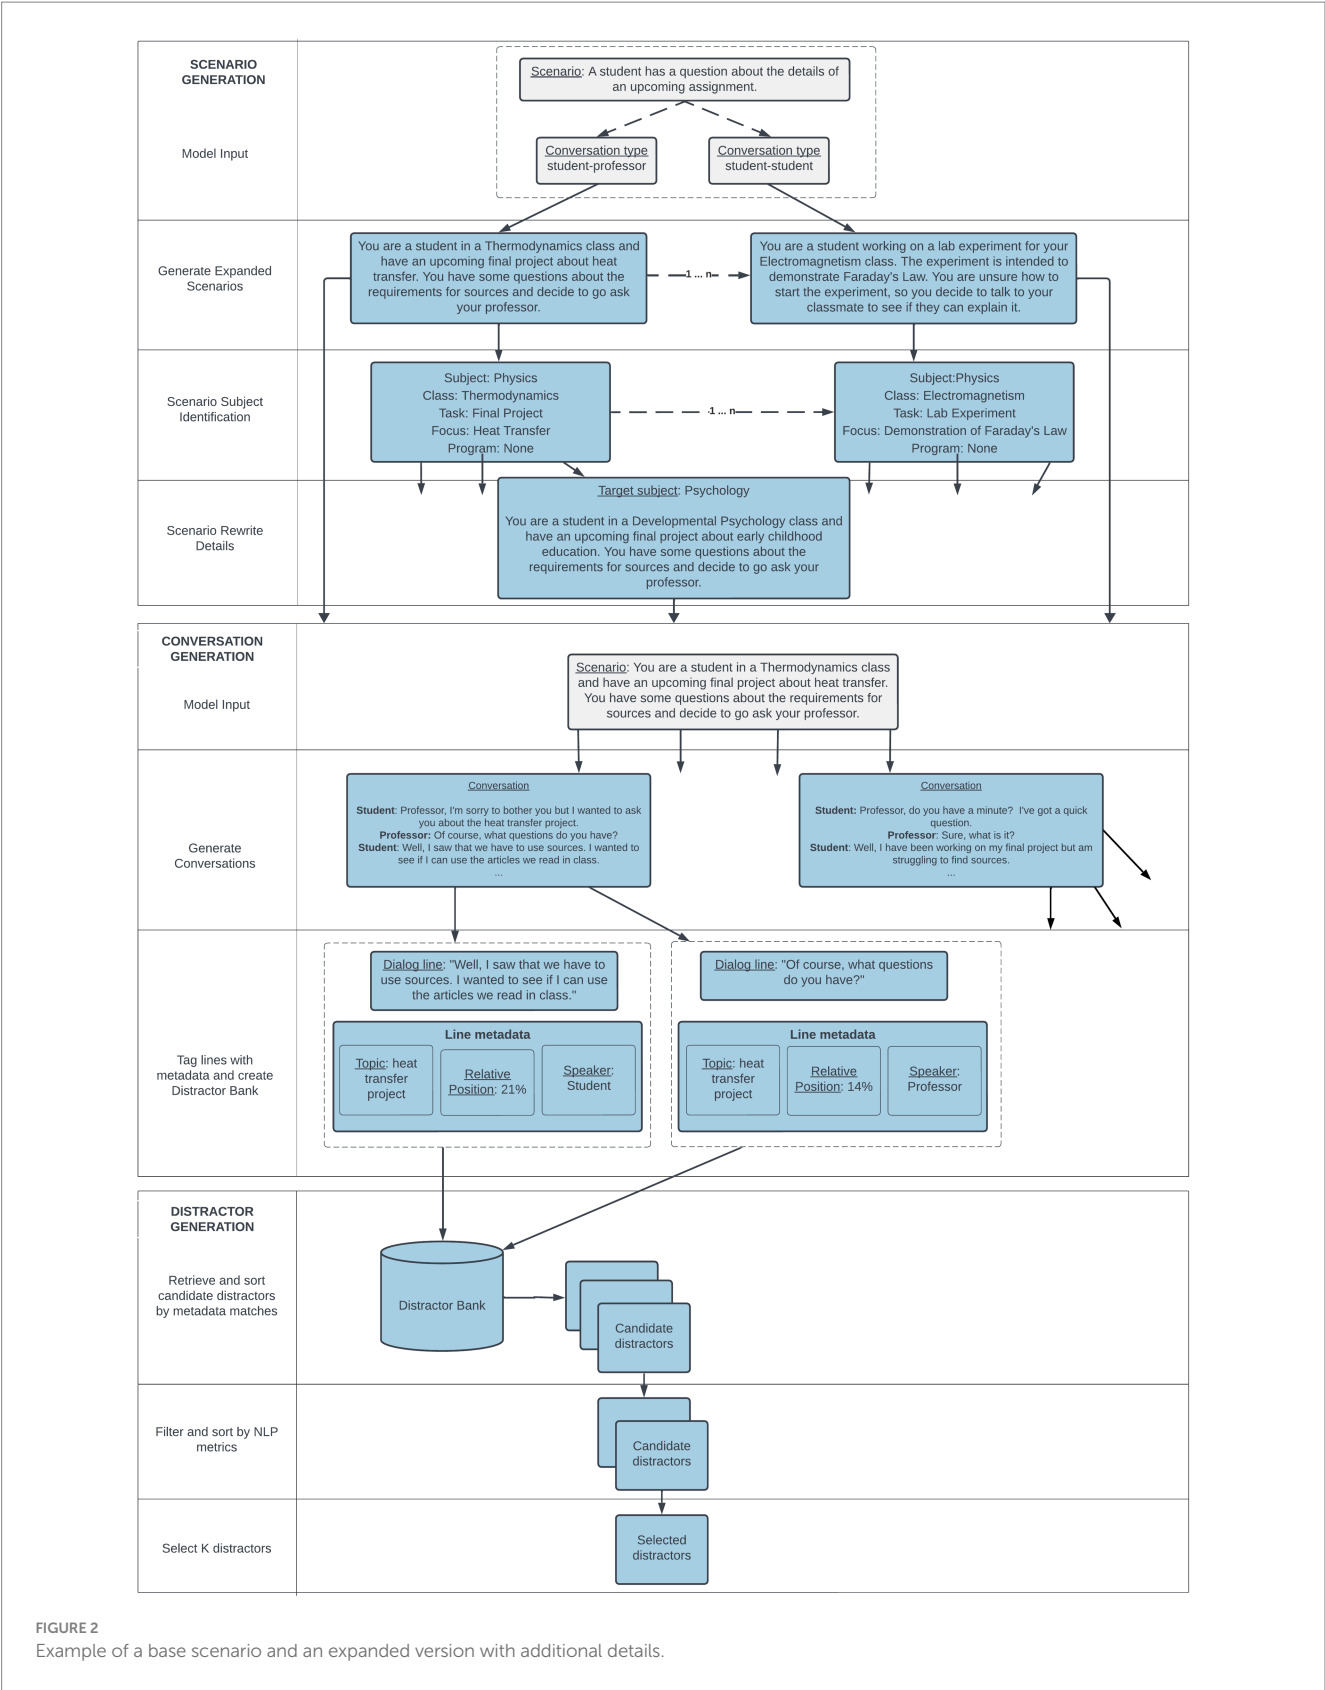 SCENARIO
GENERATION
Model Input
Scenario: A student has a question about the details of
an upcoming assignment.
Conversation type
student-professor
Conversation type
student-student
Generate Expanded
Scenarios
You are a student in a Thermodynamics class and
have an upcoming final project about heat
transfer. You have some questions about the
requirements for sources and decide to go ask
your professor.
1 ... n
You are a student working on a lab experiment for your
Electromagnetism class. The experiment is intended to
demonstrate Faraday's Law. You are unsure how to
start the experiment, so you decide to talk to your
classmate to see if they can explain it.
Scenario Subject
Identification
Subject: Physics
Class: Thermodynamics
Task: Final Project
Focus: Heat Transfer
Program: None
1 ... n
Subject:Physics
Class: Electromagnetism
Task: Lab Experiment
Focus: Demonstration of Faraday's Law
Program: None
Scenario Rewrite
Details
Target subject: Psychology
You are a student in a Developmental Psychology class and
have an upcoming final project about early childhood
education. You have some questions about the
requirements for sources and decide to go ask your
professor.
CONVERSATION
GENERATION
Model Input
Scenario: You are a student in a Thermodynamics class
and have an upcoming final project about heat transfer.
You have some questions about the requirements for
sources and decide to go ask your professor.
Generate
Conversations
Conversation
Student: Professor, I'm sorry to bother you but I wanted to ask
you about the heat transfer project.
Professor: Of course, what questions do you have?
Student: Well, I saw that we have to use sources. I wanted to
see if I can use the articles we read in class.
...
Conversation
Student: Professor, do you have a minute? I've got a quick
question.
Professor: Sure, what is it?
Student: Well, I have been working on my final project but am
struggling to find sources.
...
Tag lines with
metadata and create
Distractor Bank
Dialog line: "Well, I saw that we have to
use sources. I wanted to see if I can use
the articles we read in class."
Line metadata
Topic: heat
transfer
project
Relative
Position: 21%
Speaker:
Student
Dialog line: "Of course, what questions
do you have?"
Line metadata
Topic: heat
transfer
project
Relative
Position: 14%
Speaker:
Professor
DISTRACTOR
GENERATION
Retrieve and sort
candidate distractors
by metadata matches
Distractor Bank
Candidate
distractors
Filter and sort by NLP
metrics
Candidate
distractors
Select K distractors
Selected
distractors
FIGURE 2
Example of a base scenario and an expanded version with additional details.